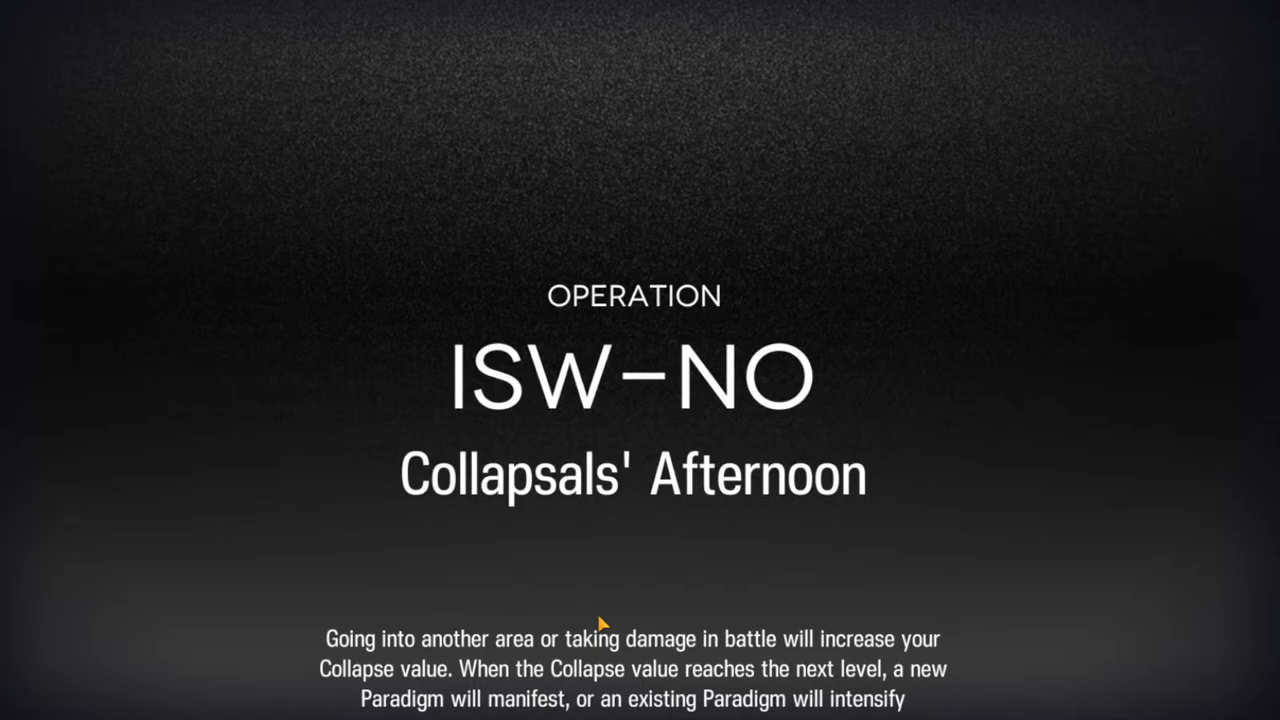 OPERATION
ISW-NO
Collapsals' Afternoon
Going into another area or taking damage in battle will increase your
Collapse value. When the Collapse value reaches the next level, a new
Paradigm will manifest, or an existing Paradigm will intensify